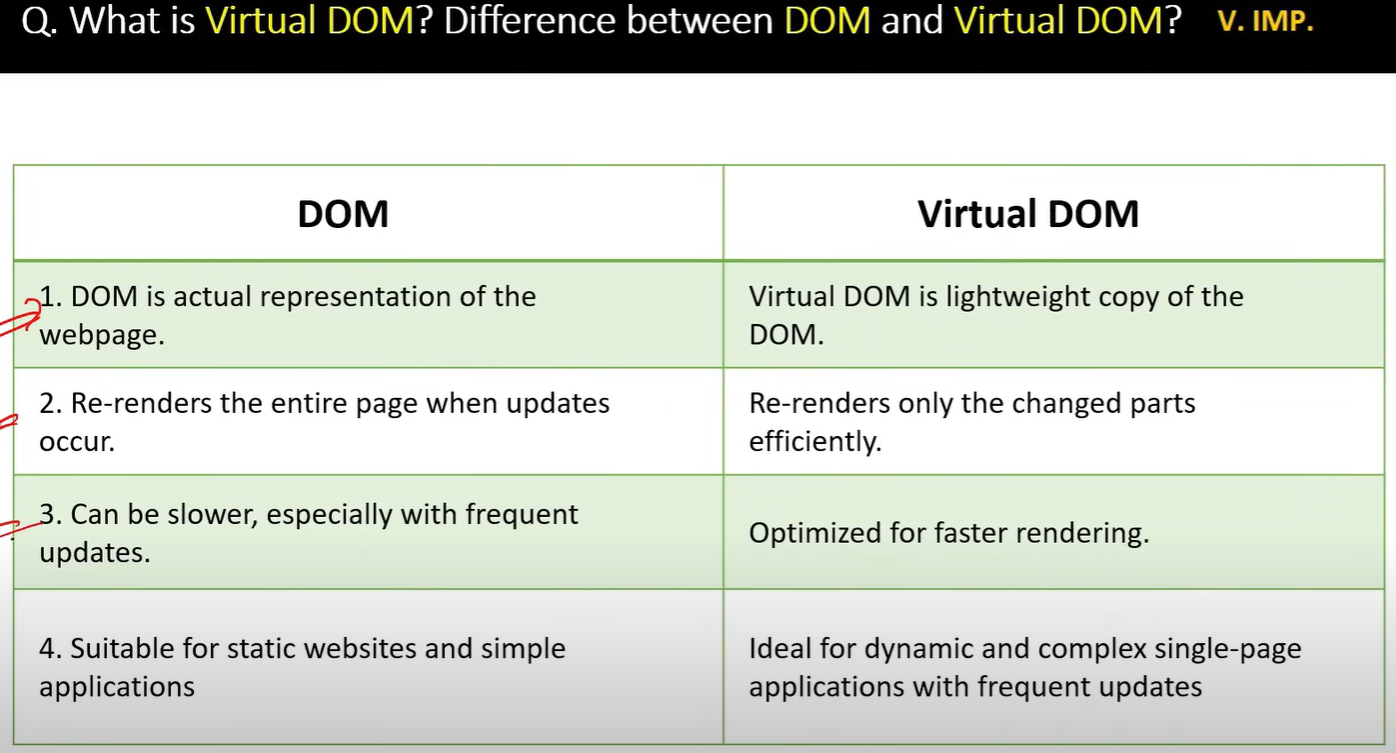 Q. What is Virtual DOM? Difference between DOM and Virtual DOM? V. IMP.
DOM
Virtual DOM
1. DOM is actual representation of the
webpage.
Virtual DOM is lightweight copy of the
DOM.
2. Re-renders the entire page when updates
occur.
Re-renders only the changed parts
efficiently.
3. Can be slower, especially with frequent
updates.
Optimized for faster rendering.
4. Suitable for static websites and simple
applications
Ideal for dynamic and complex single-page
applications with frequent updates